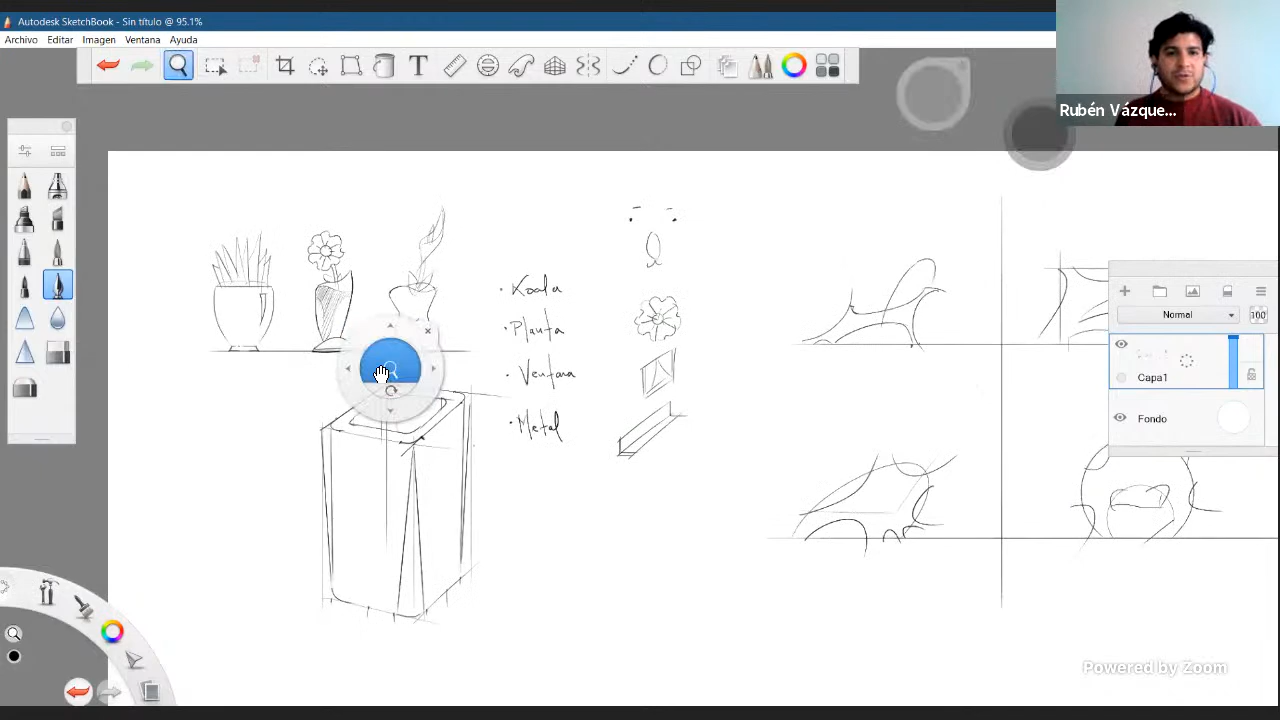 Autodesk SketchBook - Sin título @ 95.1%
Archivo Editar Imagen Ventana Ayuda
T
Rubén Vázque...
· Koala
· Planta
· Ventana
· Metal
Normal
100
Capa1
Fondo
Powered by Zoom